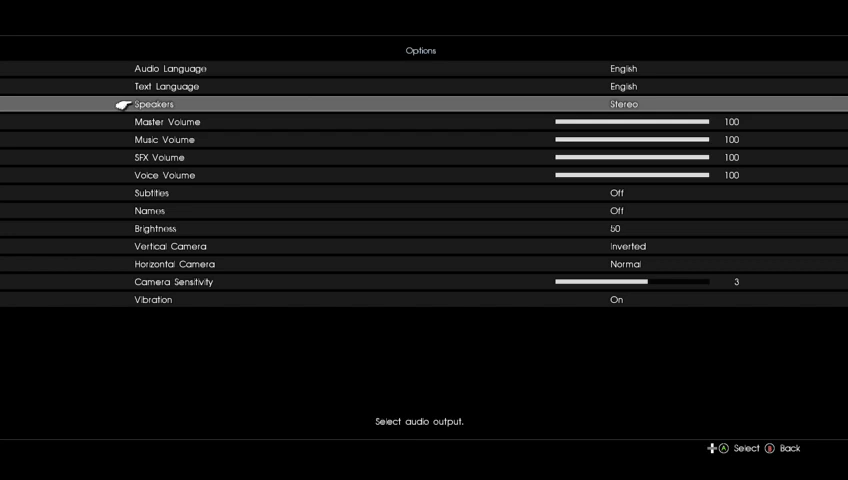 Options
Audio Language English
Text Language English
Speakers Stereo
Master Volume 100
Music Volume 100
SFX Volume 100
Voice Volume 100
Subtitles Off
Names Off
Brightness 50
Vertical Camera Inverted
Horizontal Camera Normal
Camera Sensitivity 3
Vibration On
Select audio output.
A Select B Back